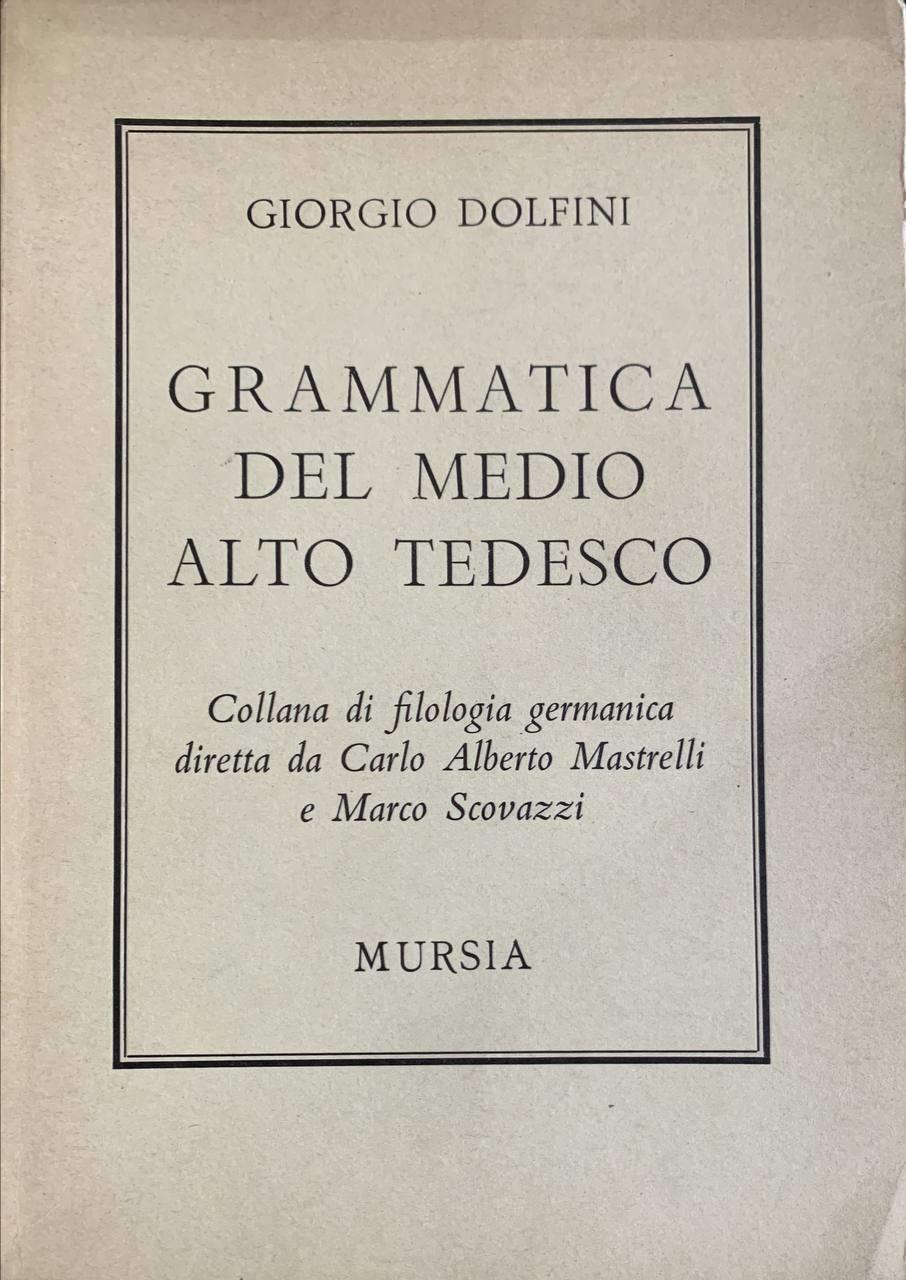 GIORGIO DOLFINI
GRAMMATICA
DEL MEDIO
ALTO TEDESCO
Collana di filologia germanica
diretta da Carlo Alberto Mastrelli
e Marco Scovazzi
MURSIA